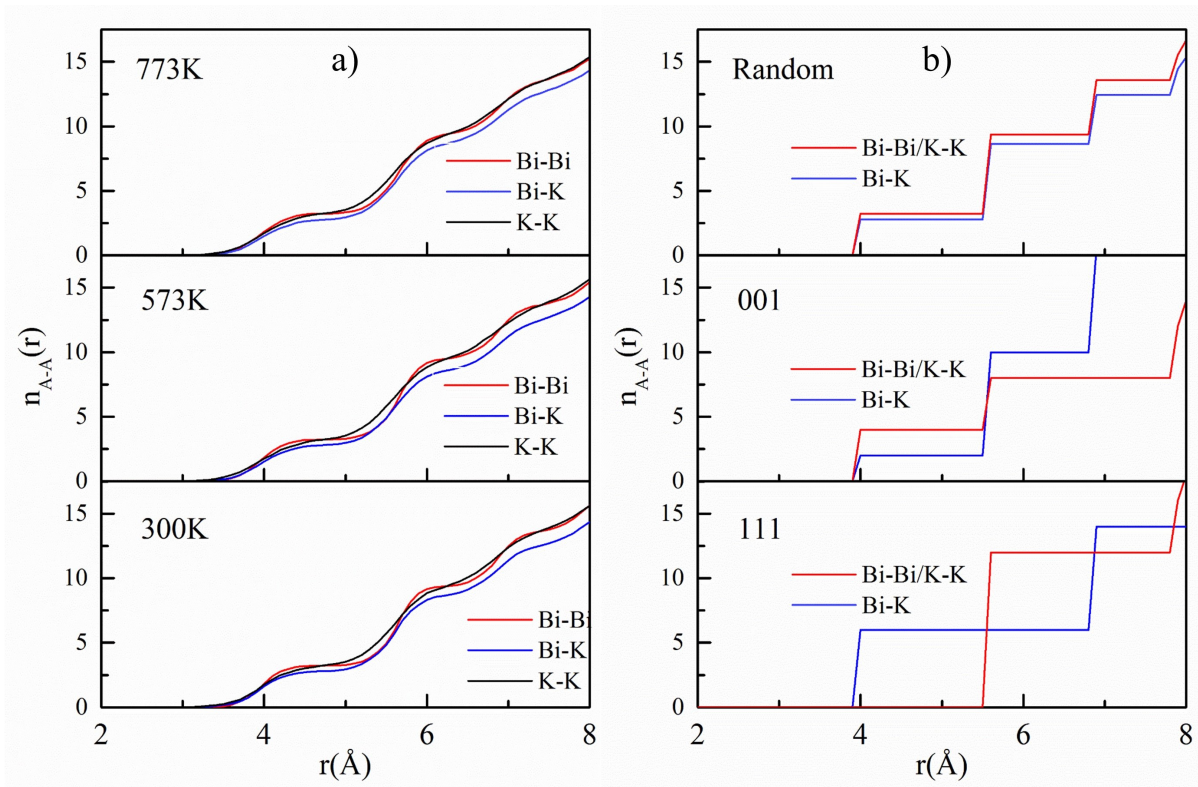 a)
773K
15
10
5
0
Bi-Bi
Bi-K
K-K
573K
15
10
5
0
Bi-Bi
Bi-K
K-K
300K
15
10
5
0
Bi-Bi
Bi-K
K-K
n A-A (r)
2 4 6 8
r(Å)
b)
Random
15
10
5
0
Bi-Bi/K-K
Bi-K
001
15
10
5
0
Bi-Bi/K-K
Bi-K
111
15
10
5
0
Bi-Bi/K-K
Bi-K
n A-A (r)
2 4 6 8
r(Å)